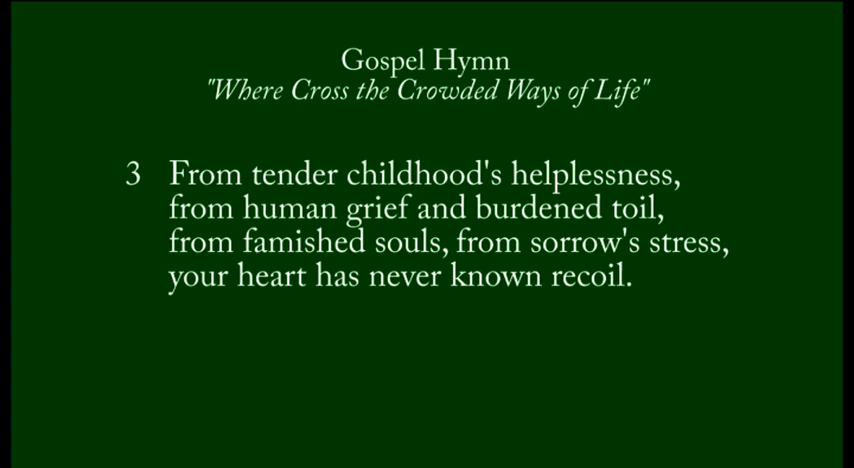 Gospel Hymn
"Where Cross the Crowded Ways of Life"
3 From tender childhood's helplessness,
from human grief and burdened toil,
from famished souls, from sorrow's stress,
your heart has never known recoil.